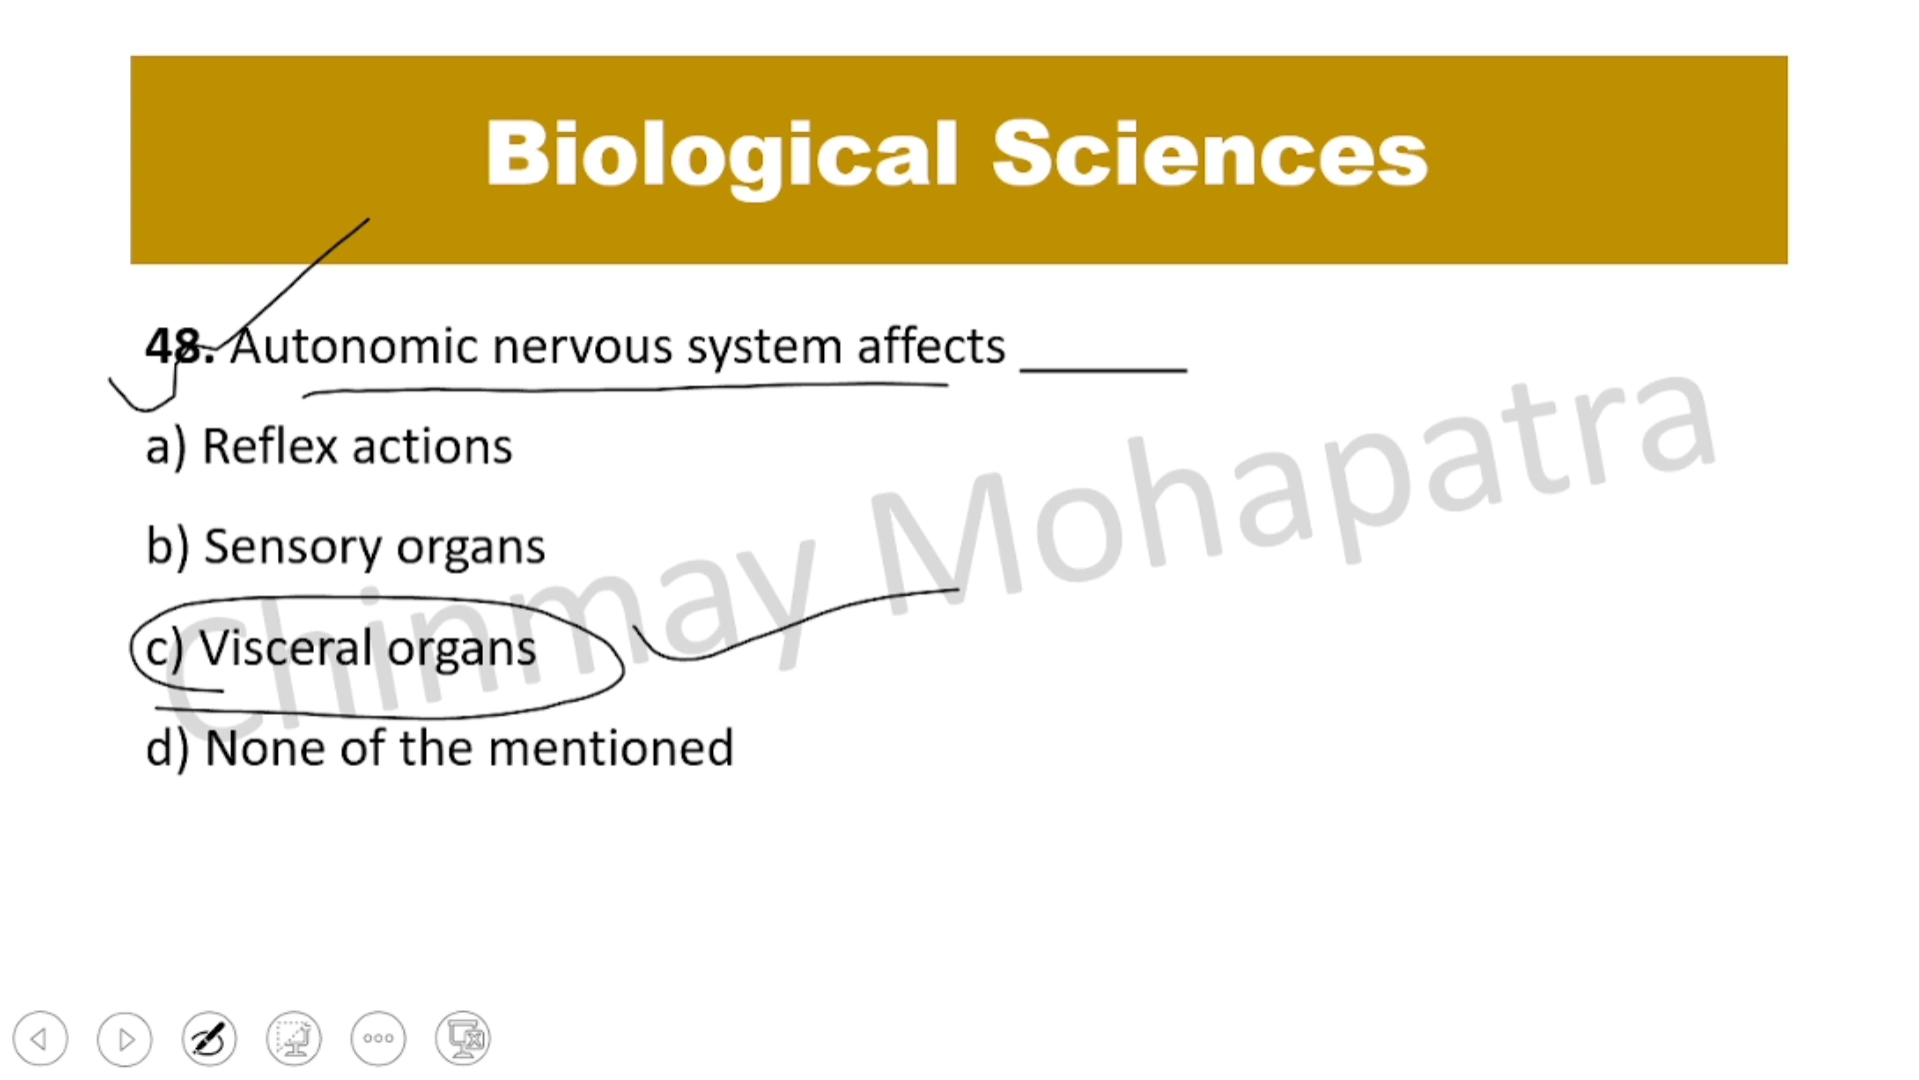 Biological Sciences
48. Autonomic nervous system affects ______
a) Reflex actions
b) Sensory organs
c) Visceral organs
d) None of the mentioned
Chinmay Mohapatra